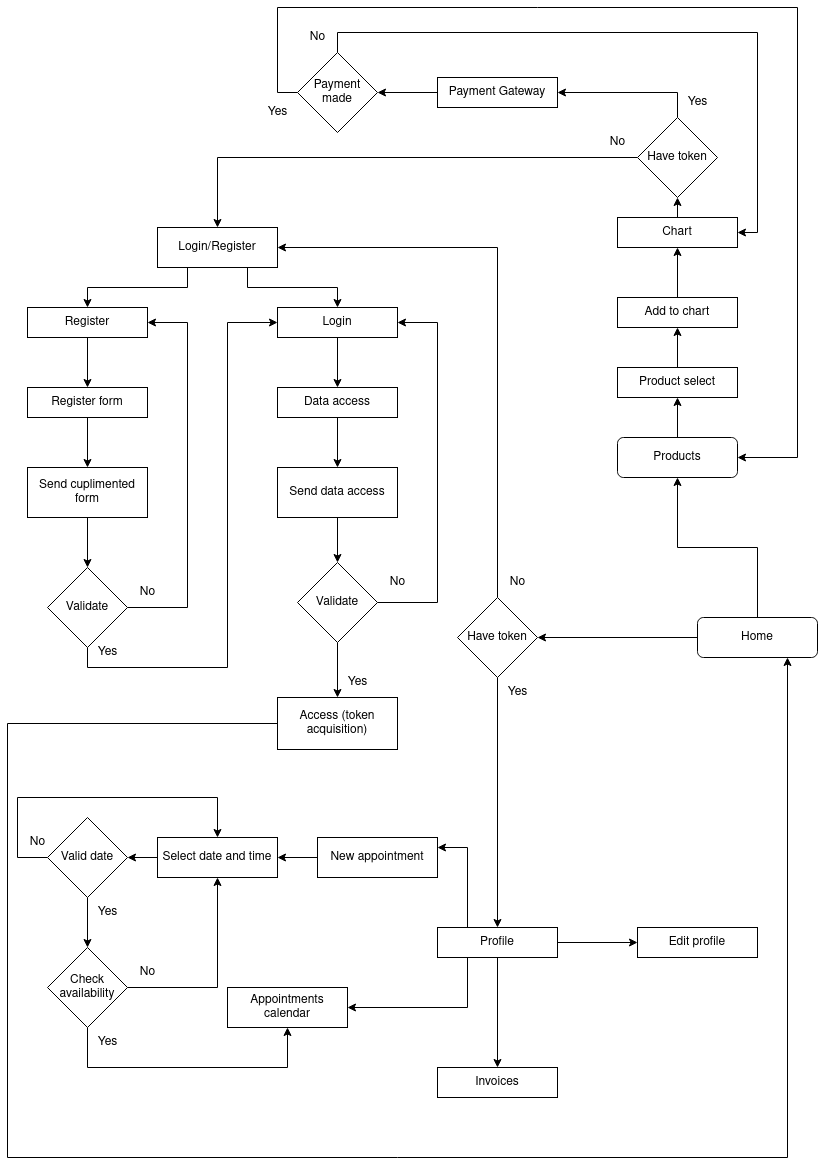 No
Payment
made
Payment Gateway
Yes
Yes
No
Have token
Chart
Login/Register
Register
Login
Add to chart
Register form
Data access
Product select
Send cuplimented
form
Send data access
Products
Validate
No
Validate
No
No
Have token
Home
Yes
Yes
Yes
Access (token
acquisition)
No
Valid date
Select date and time
New appointment
Yes
Profile
Edit profile
No
Check
availability
Appointments
calendar
Yes
Invoices